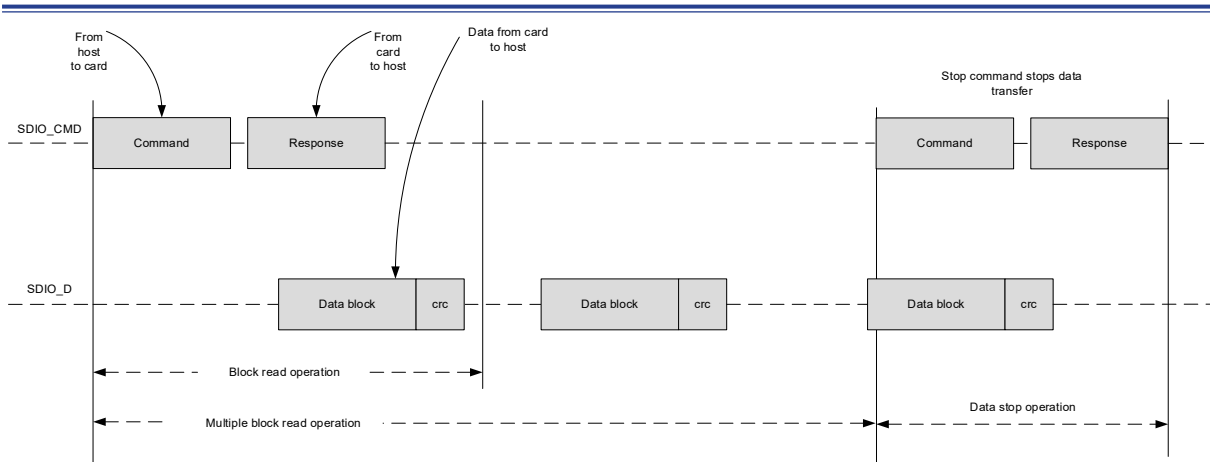 From
host
to card
From
card
to host
Data from card
to host
Stop command stops data
transfer
SDIO_CMD
Command
Response
Command
Response
SDIO_D
Data block
crc
Data block
crc
Data block
crc
Block read operation
Multiple block read operation
Data stop operation